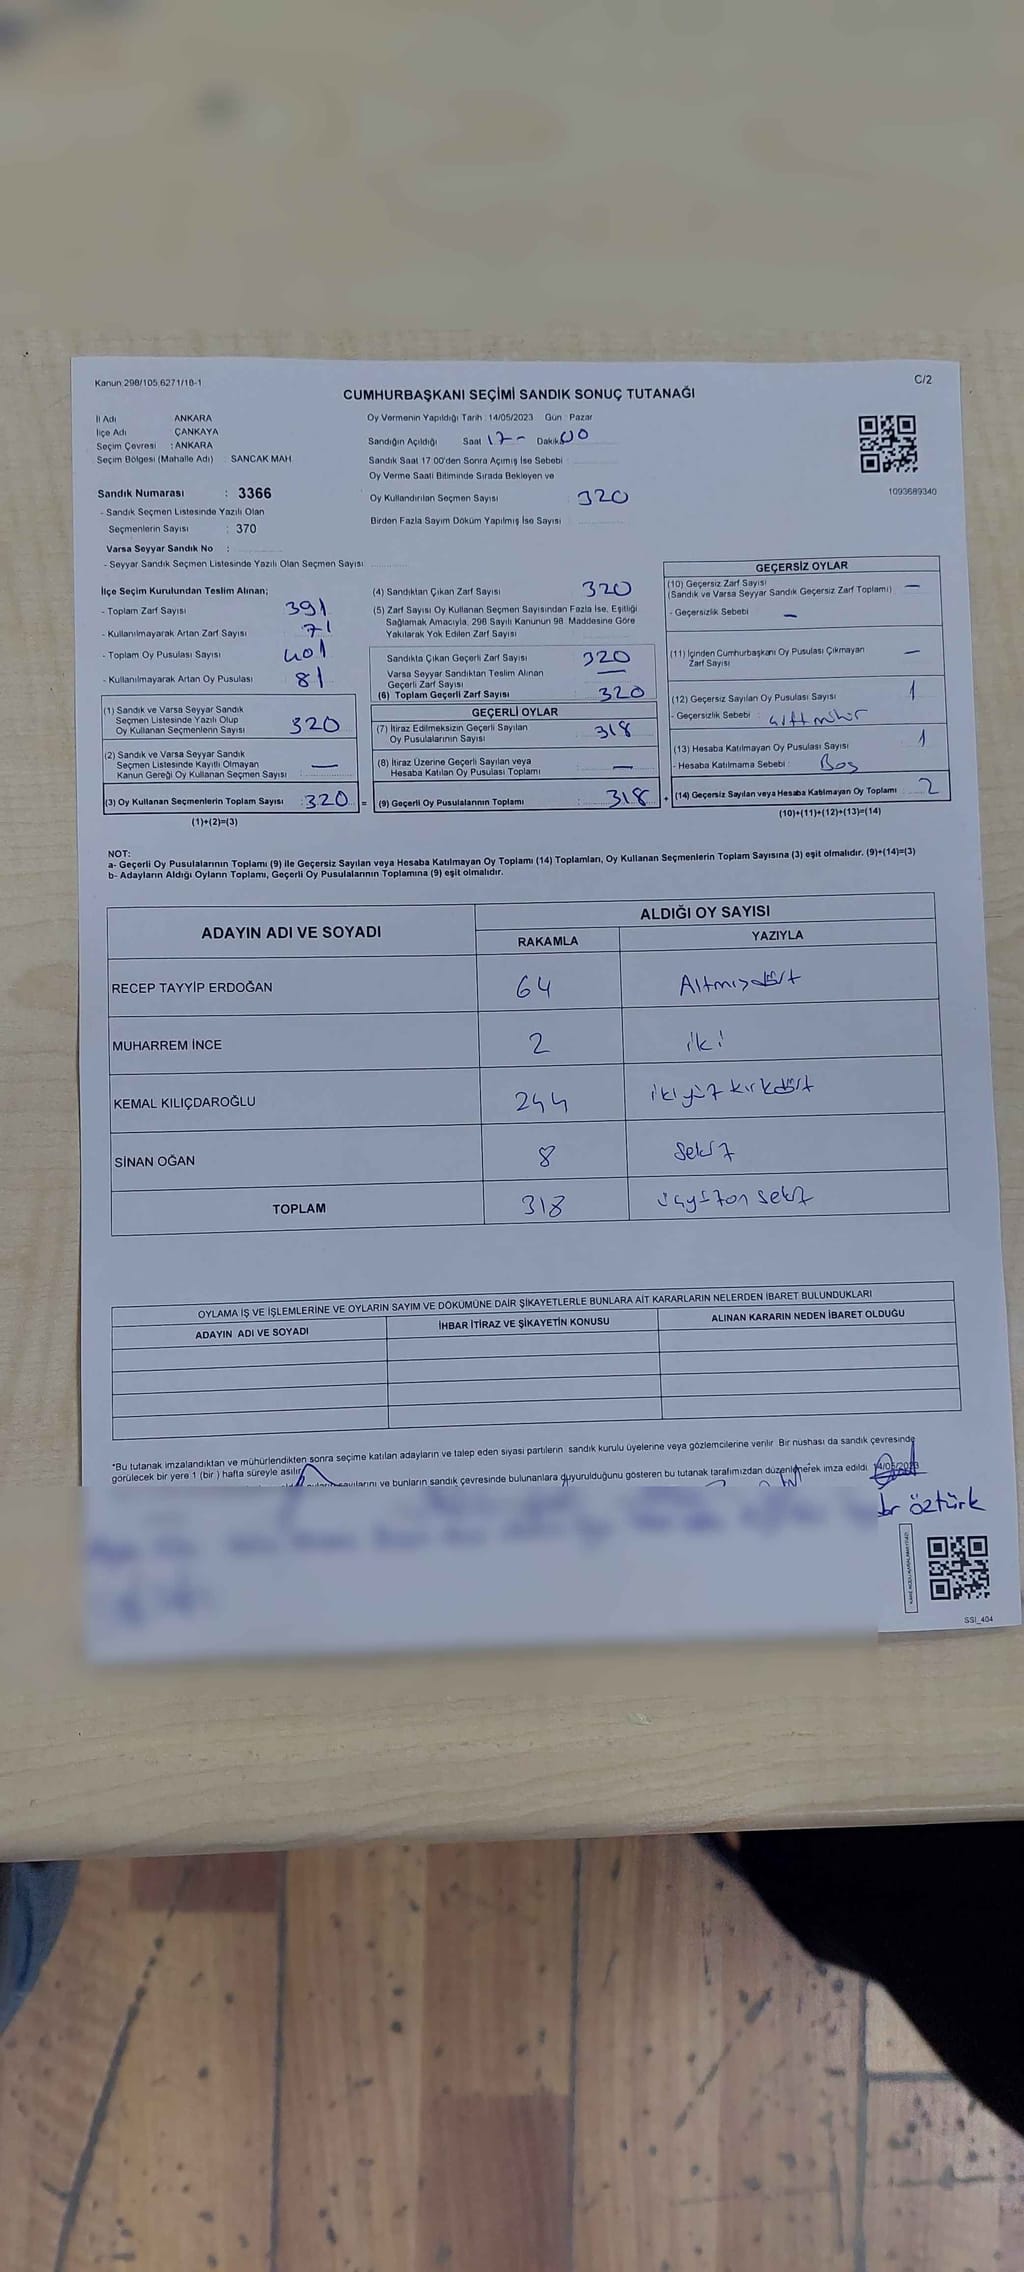 Kanun 298/105 6271/18-1
C/2
CUMHURBAŞKANI SEÇİMİ SANDIK SONUÇ TUTANAĞI
İl Adı ANKARA
İlçe Adı ÇANKAYA
Seçim Çevresi : ANKARA
Seçim Bölgesi (Mahalle Adı) : SANCAK MAH
Oy Vermenin Yapıldığı Tarih : 14/05/2023 Gün : Pazar
Sandığın Açıldığı Saat 17 - Dakika 00
Sandık Saat 17 00'den Sonra Açımış İse Sebebi
Oy Verme Saati Bitiminde Sırada Bekleyen ve
Oy Kullandırılan Seçmen Sayısı 320
Birden Fazla Sayım Döküm Yapılmış İse Sayısı
1093689340
Sandık Numarası : 3366
- Sandık Seçmen Listesinde Yazılı Olan
Seçmenlerin Sayısı : 370
Varsa Seyyar Sandık No :
- Seyyar Sandık Seçmen Listesinde Yazılı Olan Seçmen Sayısı
İlçe Seçim Kurulundan Teslim Alınan;
- Toplam Zarf Sayısı 391
- Kullanılmayarak Artan Zarf Sayısı 71
- Toplam Oy Pusulası Sayısı 401
- Kullanılmayarak Artan Oy Pusulası 81
(1) Sandık ve Varsa Seyyar Sandık
Seçmen Listesinde Yazılı Olup
Oy Kullanan Seçmenlerin Sayısı 320
(2) Sandık ve Varsa Seyyar Sandık
Seçmen Listesinde Kayıtlı Olmayan
Kanun Gereği Oy Kullanan Seçmen Sayısı —
(3) Oy Kullanan Seçmenlerin Toplam Sayısı : 320 =
(1)+(2)=(3)
(4) Sandıktan Çıkan Zarf Sayısı 320
(5) Zarf Sayısı Oy Kullanan Seçmen Sayısından Fazla İse, Eşitliği
Sağlamak Amacıyla, 298 Sayılı Kanunun 98 Maddesine Göre
Yakılarak Yok Edilen Zarf Sayısı
Sandıkta Çıkan Geçerli Zarf Sayısı 320
Varsa Seyyar Sandıktan Teslim Alınan
Geçerli Zarf Sayısı —
(6) Toplam Geçerli Zarf Sayısı 320
GEÇERLİ OYLAR
(7) İtiraz Edilmeksizin Geçerli Sayılan
Oy Pusulalarının Sayısı 318
(8) İtiraz Üzerine Geçerli Sayılan veya
Hesaba Katılan Oy Pusulası Toplamı —
(9) Geçerli Oy Pusulalarının Toplamı : 318 +
GEÇERSİZ OYLAR
(10) Geçersiz Zarf Sayısı
(Sandık ve Varsa Seyyar Sandık Geçersiz Zarf Toplamı) —
- Geçersizlik Sebebi —
(11) İçinden Cumhurbaşkanı Oy Pusulası Çıkmayan
Zarf Sayısı —
(12) Geçersiz Sayılan Oy Pusulası Sayısı 1
- Geçersizlik Sebebi : çift mühür
(13) Hesaba Katılmayan Oy Pusulası Sayısı 1
- Hesaba Katılmama Sebebi : Boş
(14) Geçersiz Sayılan veya Hesaba Katılmayan Oy Toplamı 2
(10)+(11)+(12)+(13)=(14)
NOT:
a- Geçerli Oy Pusulalarının Toplamı (9) ile Geçersiz Sayılan veya Hesaba Katılmayan Oy Toplamı (14) Toplamları, Oy Kullanan Seçmenlerin Toplam Sayısına (3) eşit olmalıdır. (9)+(14)=(3)
b- Adayların Aldığı Oyların Toplamı, Geçerli Oy Pusulalarının Toplamına (9) eşit olmalıdır.
ADAYIN ADI VE SOYADI ALDIĞI OY SAYISI
RAKAMLA YAZIYLA
RECEP TAYYİP ERDOĞAN 64 Altmışdört
MUHARREM İNCE 2 iki
KEMAL KILIÇDAROĞLU 244 ikiyüz kırkdört
SİNAN OĞAN 8 Sekiz
TOPLAM 318 üçyüzon sekiz
OYLAMA İŞ VE İŞLEMLERİNE VE OYLARIN SAYIM VE DÖKÜMÜNE DAİR ŞİKAYETLERLE BUNLARA AİT KARARLARIN NELERDEN İBARET BULUNDUKLARI
ADAYIN ADI VE SOYADI İHBAR İTİRAZ VE ŞİKAYETİN KONUSU ALINAN KARARIN NEDEN İBARET OLDUĞU
*Bu tutanak imzalandıktan ve mühürlendikten sonra seçime katılan adayların ve talep eden siyasi partilerin sandık kurulu üyelerine veya gözlemcilerine verilir Bir nüshası da sandık çevresinde
görülecek bir yere 1 (bir ) hafta süreyle asılır
sayılarını ve bunların sandık çevresinde bulunanlara duyurulduğunu gösteren bu tutanak tarafımızdan düzenlenerek imza edildi 14/05/2023
öztürk
SSI_404